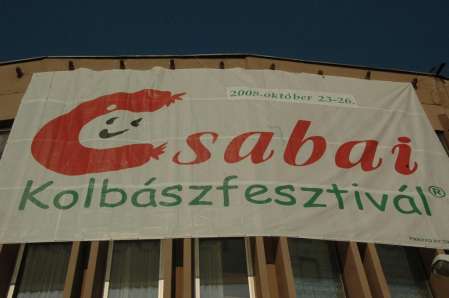 2008.október 23-26.
Csabai
Kolbászfesztivál®